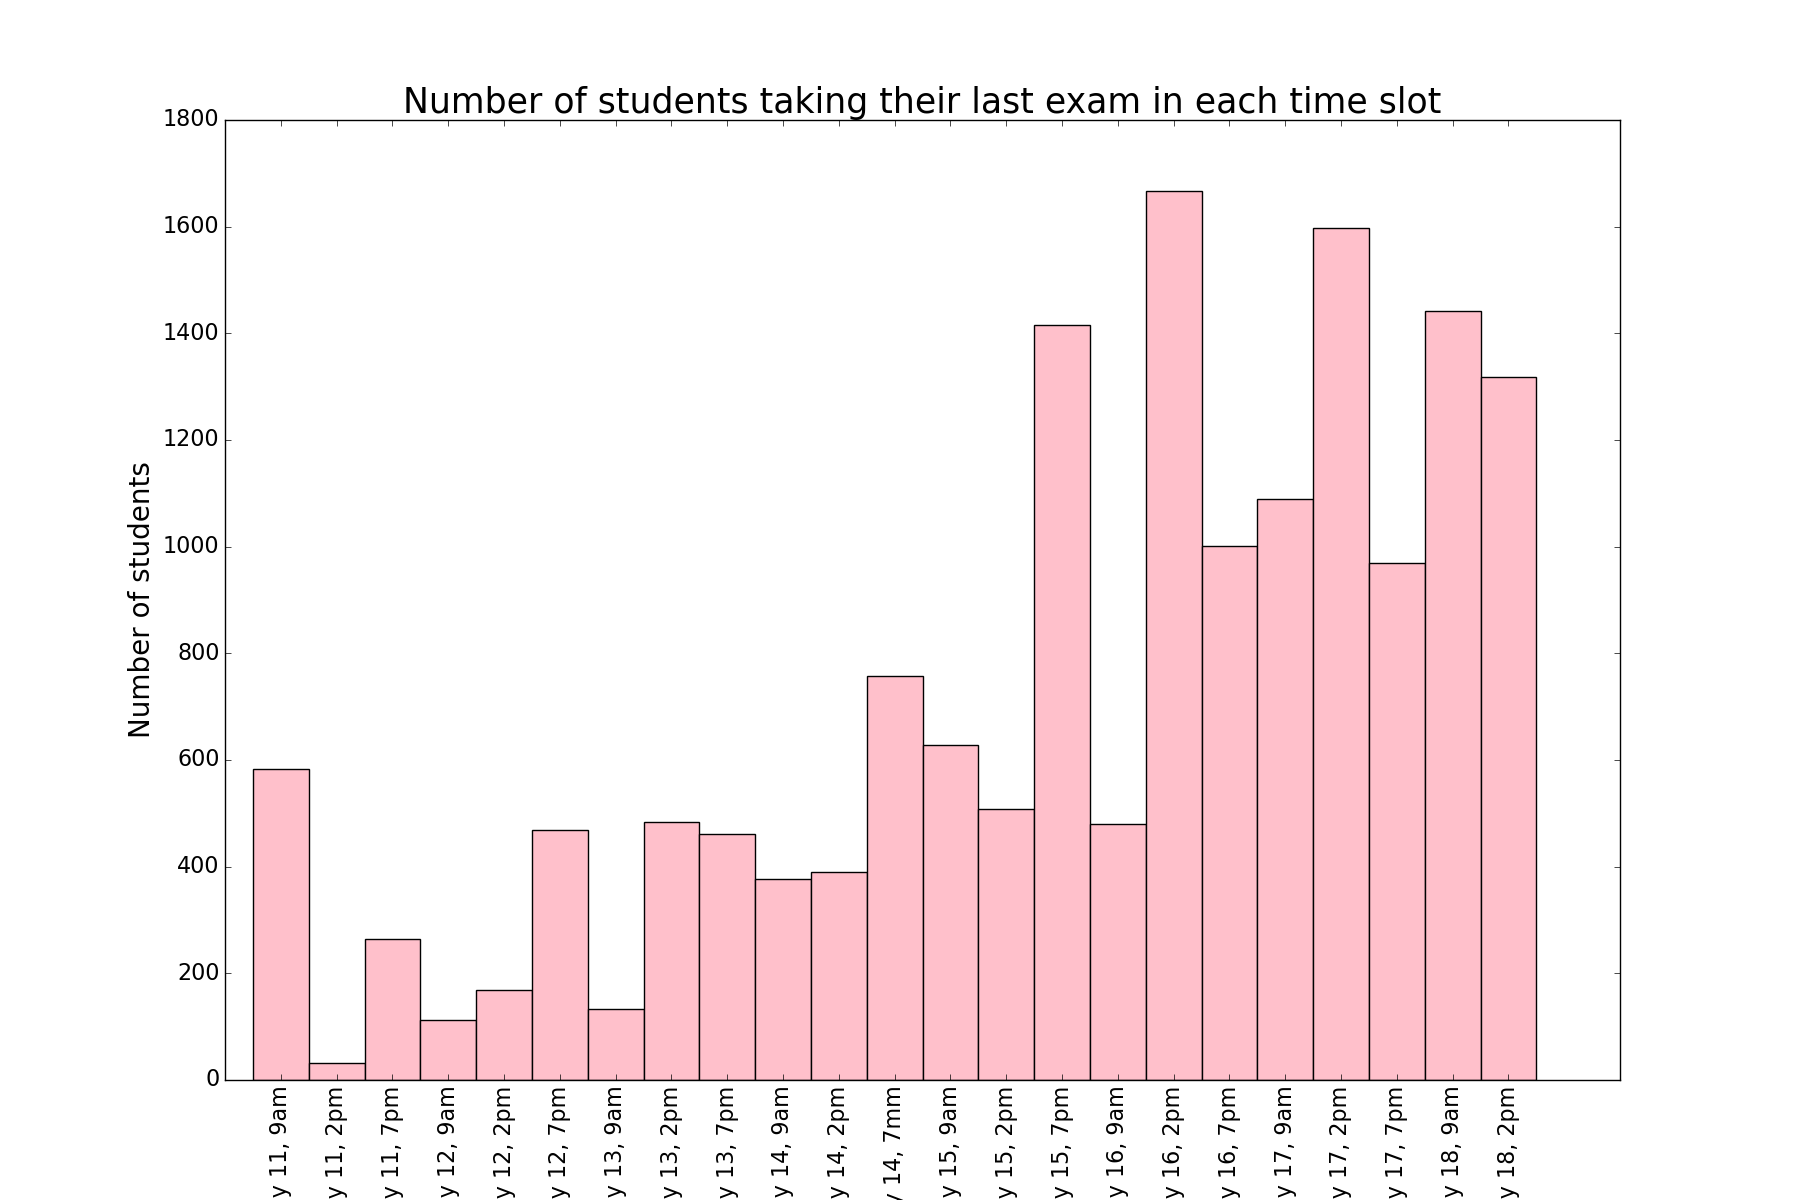 Number of students taking their last exam in each time slot
1800
1600
1400
1200
1000
800
600
400
200
0
Number of students
y 11, 9am
y 11, 2pm
y 11, 7pm
y 12, 9am
y 12, 2pm
y 12, 7pm
y 13, 9am
y 13, 2pm
y 13, 7pm
y 14, 9am
y 14, 2pm
y 14, 7mm
y 15, 9am
y 15, 2pm
y 15, 7pm
y 16, 9am
y 16, 2pm
y 16, 7pm
y 17, 9am
y 17, 2pm
y 17, 7pm
y 18, 9am
y 18, 2pm